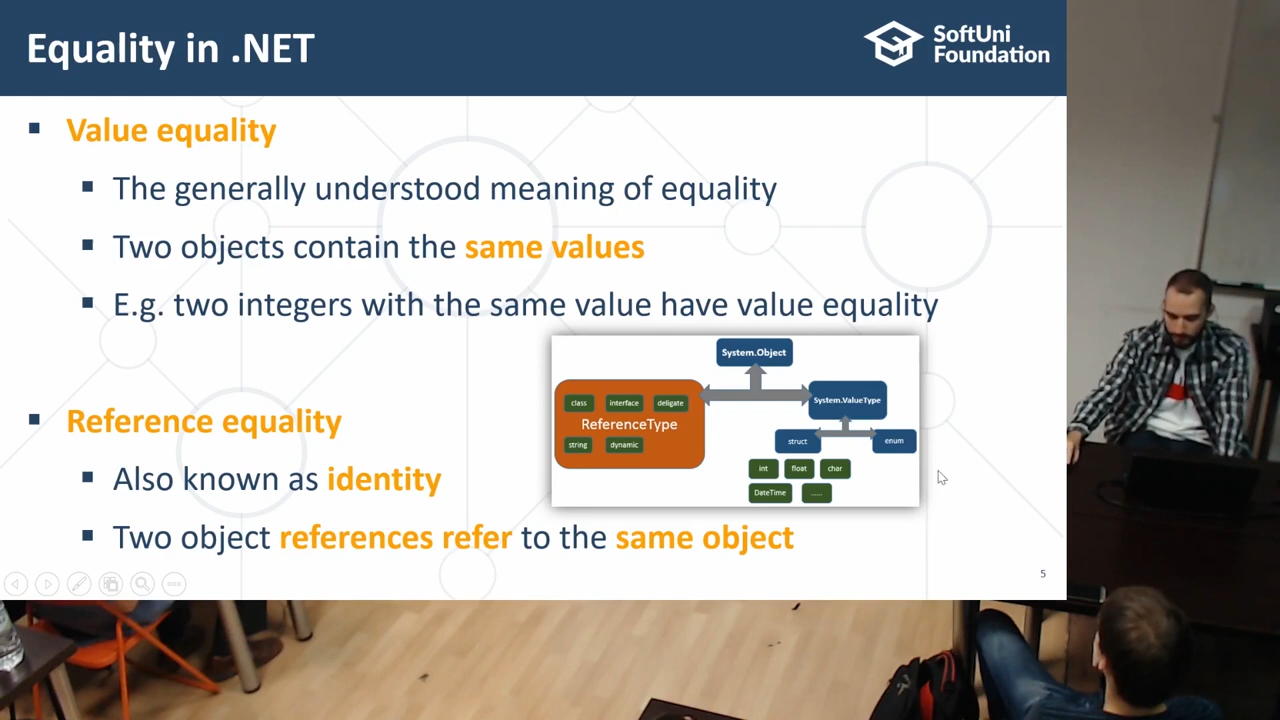 Equality in .NET
SoftUni
Foundation
▪ Value equality
▪ The generally understood meaning of equality
▪ Two objects contain the same values
▪ E.g. two integers with the same value have value equality
System.Object
class interface deligate
ReferenceType
string dynamic
System.ValueType
struct enum
int float char
DateTime ......
▪ Reference equality
▪ Also known as identity
▪ Two object references refer to the same object
5